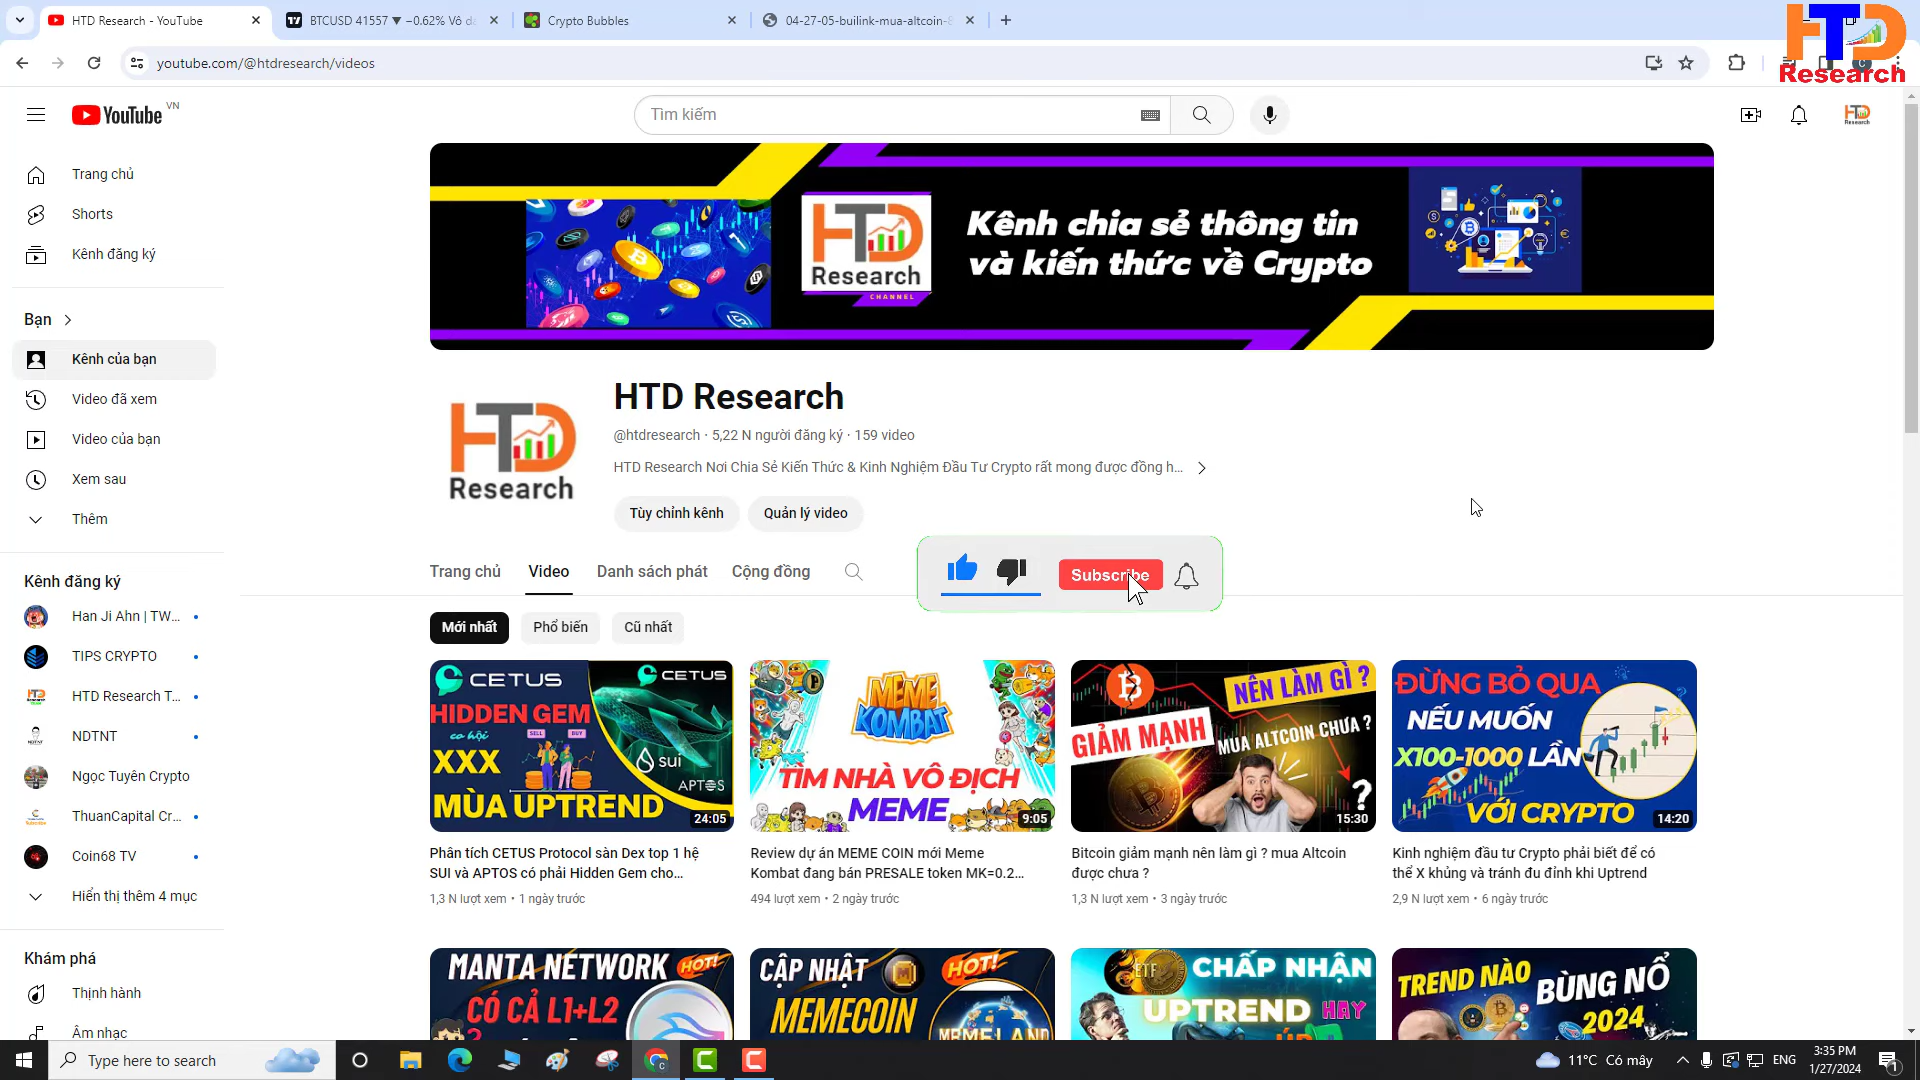 HTD Research - YouTube
BTCUSD 41557 ▼ −0.62% Vô d
Crypto Bubbles
04-27-05-builink-mua-altcoin-8
HTD
Research
youtube.com/@htdresearch/videos
YouTube VN
Tìm kiếm
HTD
Research
Trang chủ
Shorts
Kênh đăng ký
Bạn
Kênh của bạn
Video đã xem
Video của bạn
Xem sau
Thêm
Kênh đăng ký
Han Ji Ahn | TW...
TIPS CRYPTO
HTD Research T...
NDTNT
Ngọc Tuyên Crypto
ThuanCapital Cr...
Coin68 TV
Hiển thị thêm 4 mục
Khám phá
Thịnh hành
Âm nhạc
HTD
Research
CHANNEL
Kênh chia sẻ thông tin
và kiến thức về Crypto
HTD
Research
HTD Research
@htdresearch · 5,22 N người đăng ký · 159 video
HTD Research Nơi Chia Sẻ Kiến Thức & Kinh Nghiệm Đầu Tư Crypto rất mong được đồng h...
Tùy chỉnh kênh
Quản lý video
Trang chủ
Video
Danh sách phát
Cộng đồng
Subscribe
Mới nhất
Phổ biến
Cũ nhất
CETUS
CETUS
HIDDEN GEM
cơ hội
SELL
BUY
XXX
sui
APTOS
MÙA UPTREND
24:05
Phân tích CETUS Protocol sàn Dex top 1 hệ
SUI và APTOS có phải Hidden Gem cho...
1,3 N lượt xem • 1 ngày trước
MEME
KOMBAT
TÌM NHÀ VÔ ĐỊCH
MEME
9:05
Review dự án MEME COIN mới Meme
Kombat đang bán PRESALE token MK=0.2...
494 lượt xem • 2 ngày trước
NÊN LÀM GÌ ?
GIẢM MẠNH
MUA ALTCOIN CHƯA ?
?
15:30
Bitcoin giảm mạnh nên làm gì ? mua Altcoin
được chưa ?
1,3 N lượt xem • 3 ngày trước
ĐỪNG BỎ QUA
NẾU MUỐN
X100-1000 LẦN
VỚI CRYPTO
14:20
Kinh nghiệm đầu tư Crypto phải biết để có
thể X khủng và tránh đu đỉnh khi Uptrend
2,9 N lượt xem • 6 ngày trước
MANTA NETWORK
HOT!
CÓ CẢ L1+L2
CẬP NHẬT
HOT!
MEMECOIN
MEMELAND
ETF
CHẤP NHẬN
UPTREND HAY
TREND NÀO
BÙNG NỔ
2024
Type here to search
11°C Có mây
ENG
3:35 PM
1/27/2024
1